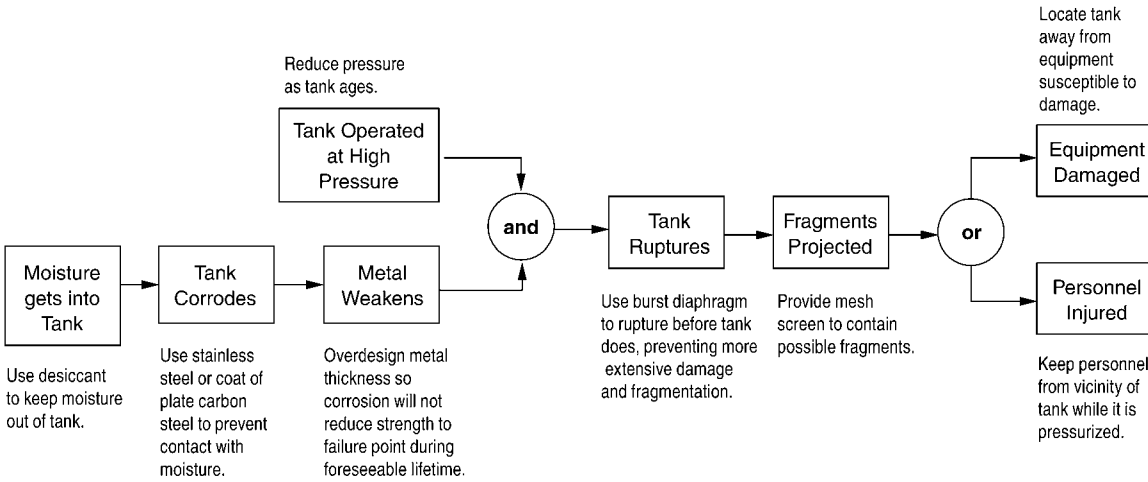 Reduce pressure
as tank ages.
Tank Operated
at High
Pressure
and
Moisture
gets into
Tank
Use desiccant
to keep moisture
out of tank.
Tank
Corrodes
Use stainless
steel or coat of
plate carbon
steel to prevent
contact with
moisture.
Metal
Weakens
Overdesign metal
thickness so
corrosion will not
reduce strength to
failure point during
foreseeable lifetime.
Tank
Ruptures
Use burst diaphragm
to rupture before tank
does, preventing more
extensive damage
and fragmentation.
Fragments
Projected
Provide mesh
screen to contain
possible fragments.
or
Locate tank
away from
equipment
susceptible to
damage.
Equipment
Damaged
Personnel
Injured
Keep personnel
from vicinity of
tank while it is
pressurized.